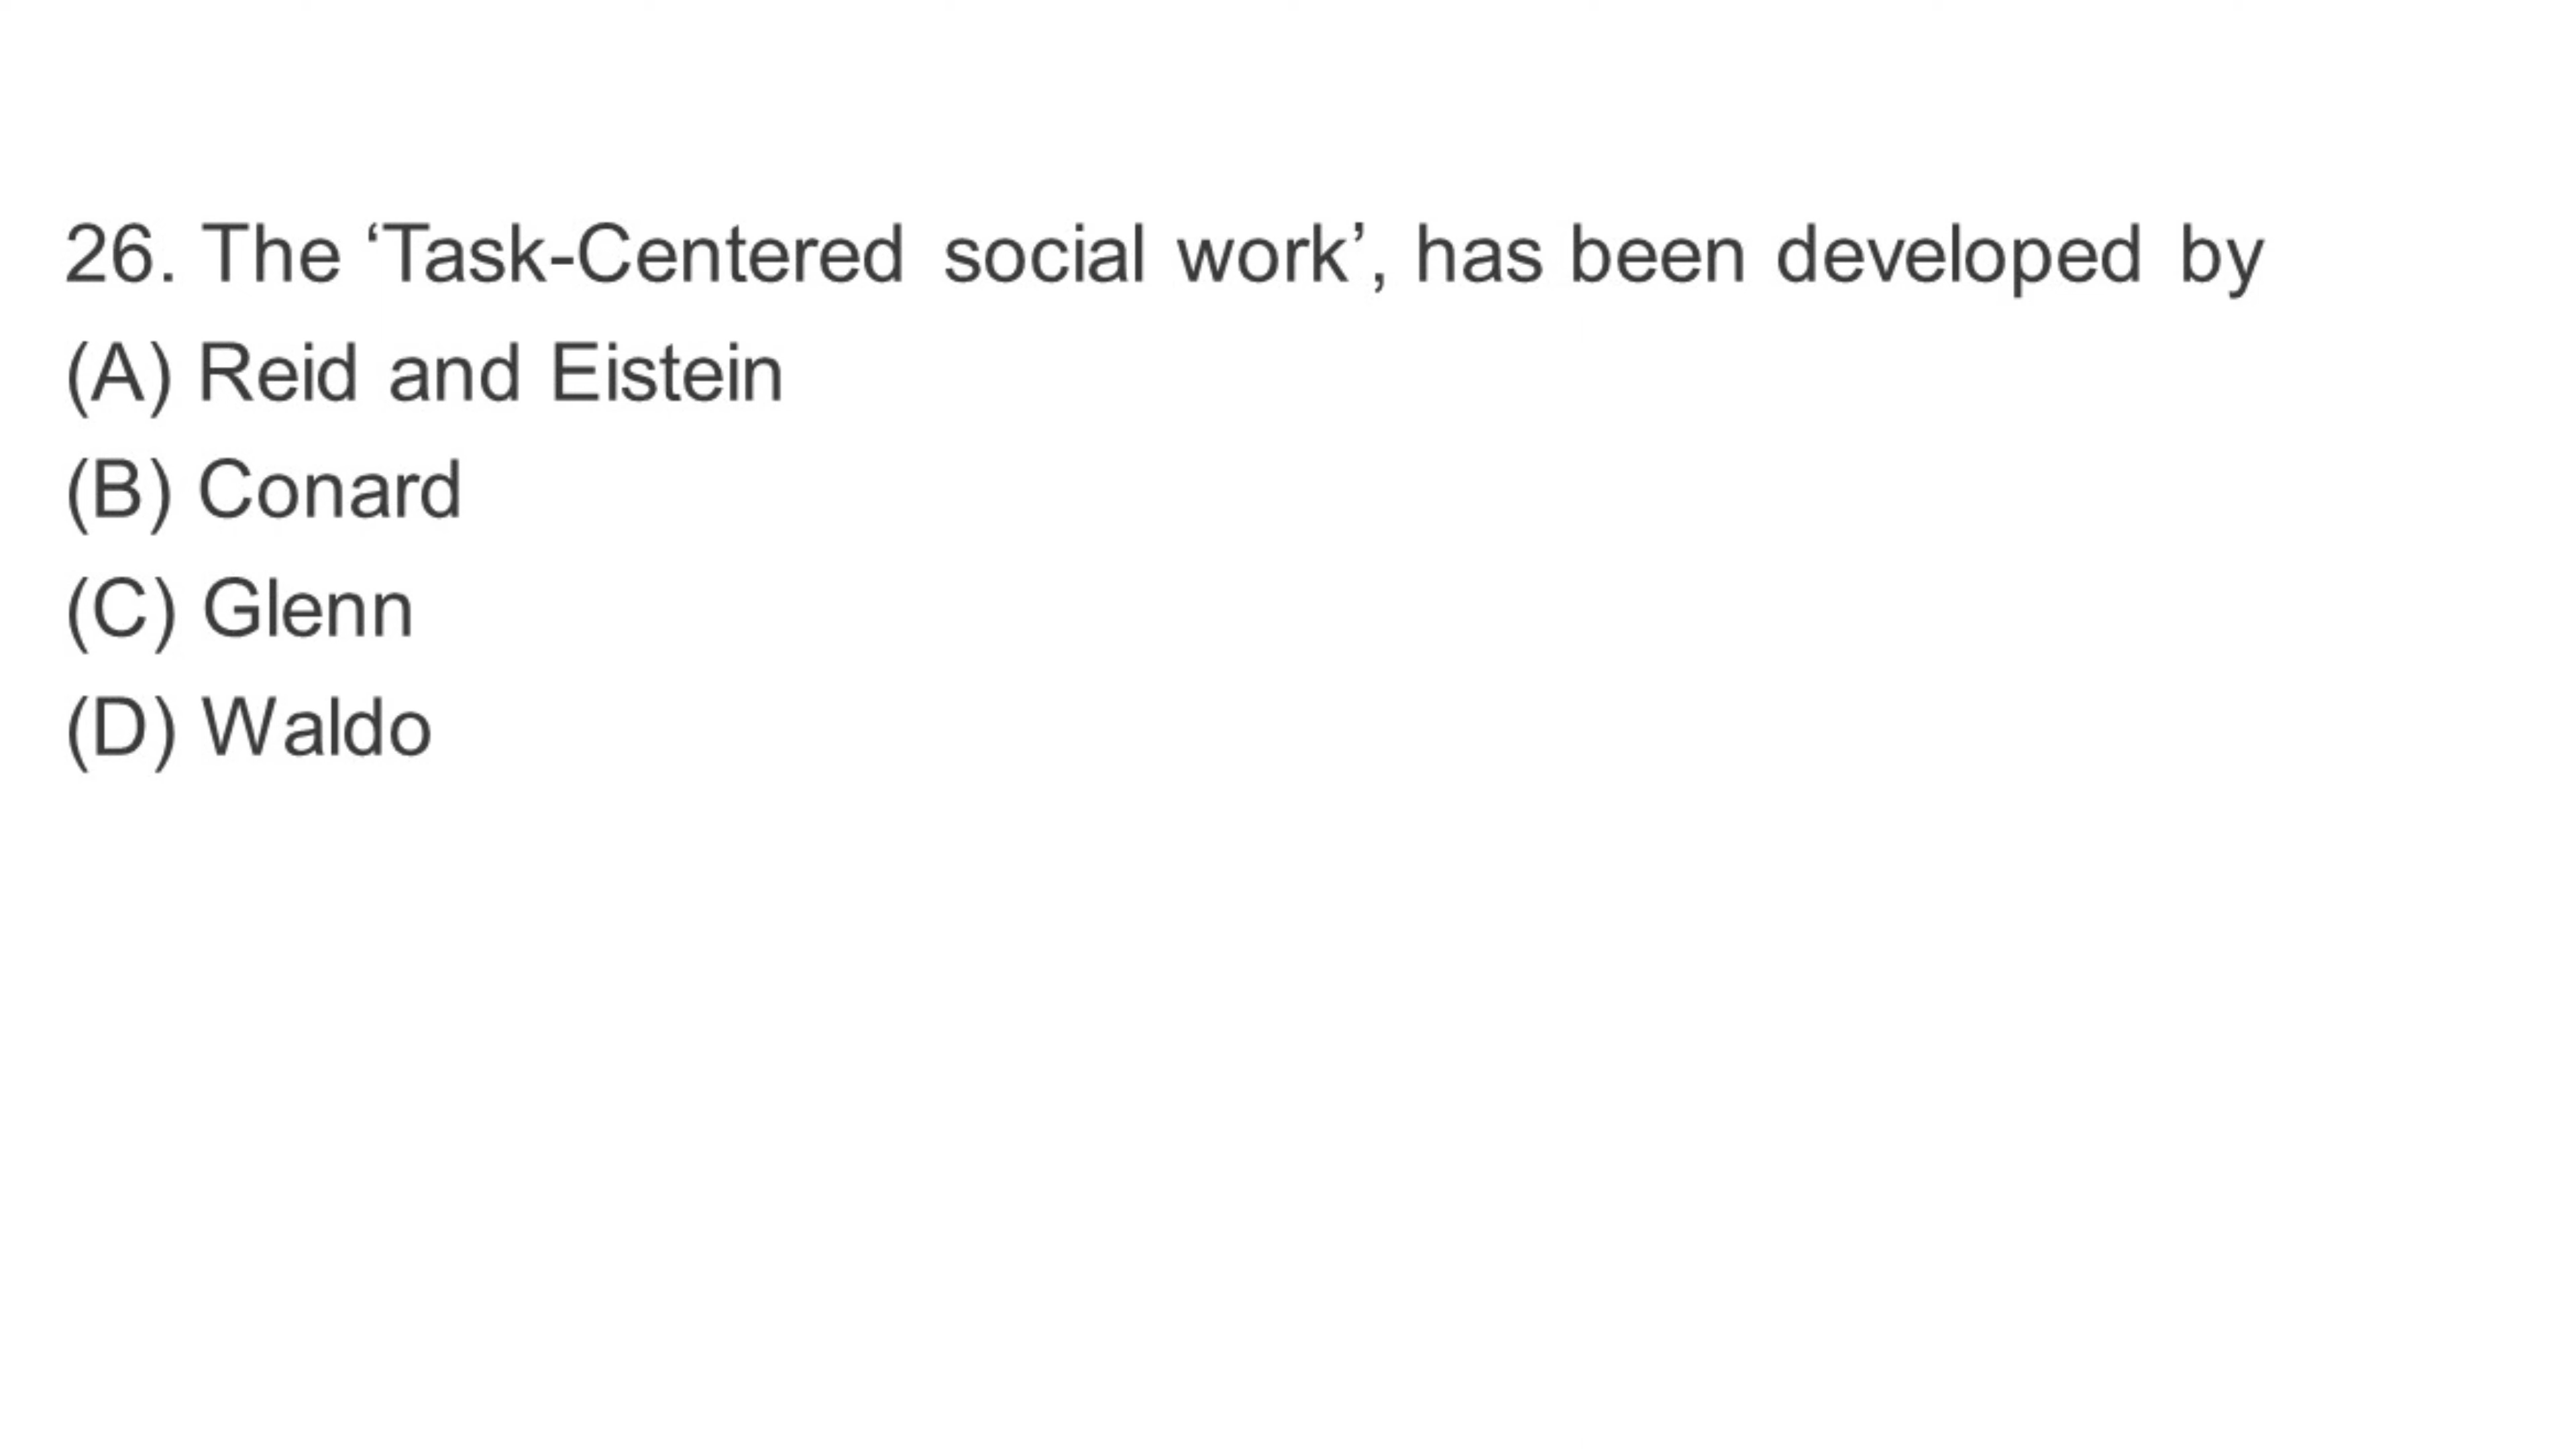 26. The ‘Task-Centered social work’, has been developed by
(A) Reid and Eistein
(B) Conard
(C) Glenn
(D) Waldo